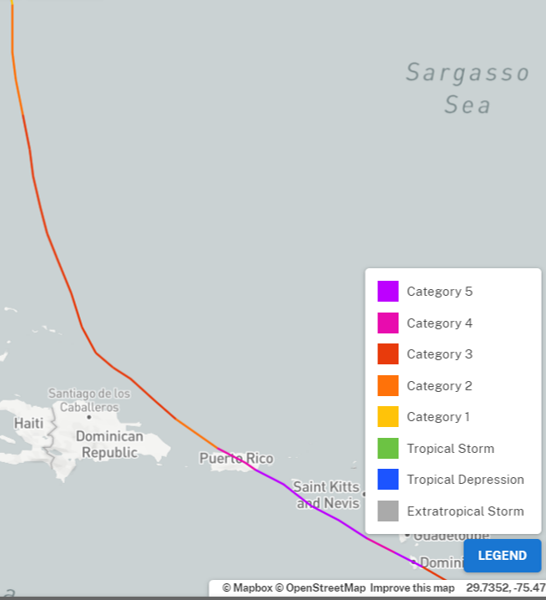 Sargasso
Sea
Category 5
Category 4
Category 3
Category 2
Category 1
Tropical Storm
Tropical Depression
Extratropical Storm
Santiago de los
Caballeros
Haiti
Dominican
Republic
Puerto Rico
Saint Kitts
and Nevis
Guadeloupe
Domini
LEGEND
© Mapbox © OpenStreetMap Improve this map 29.7352, -75.47